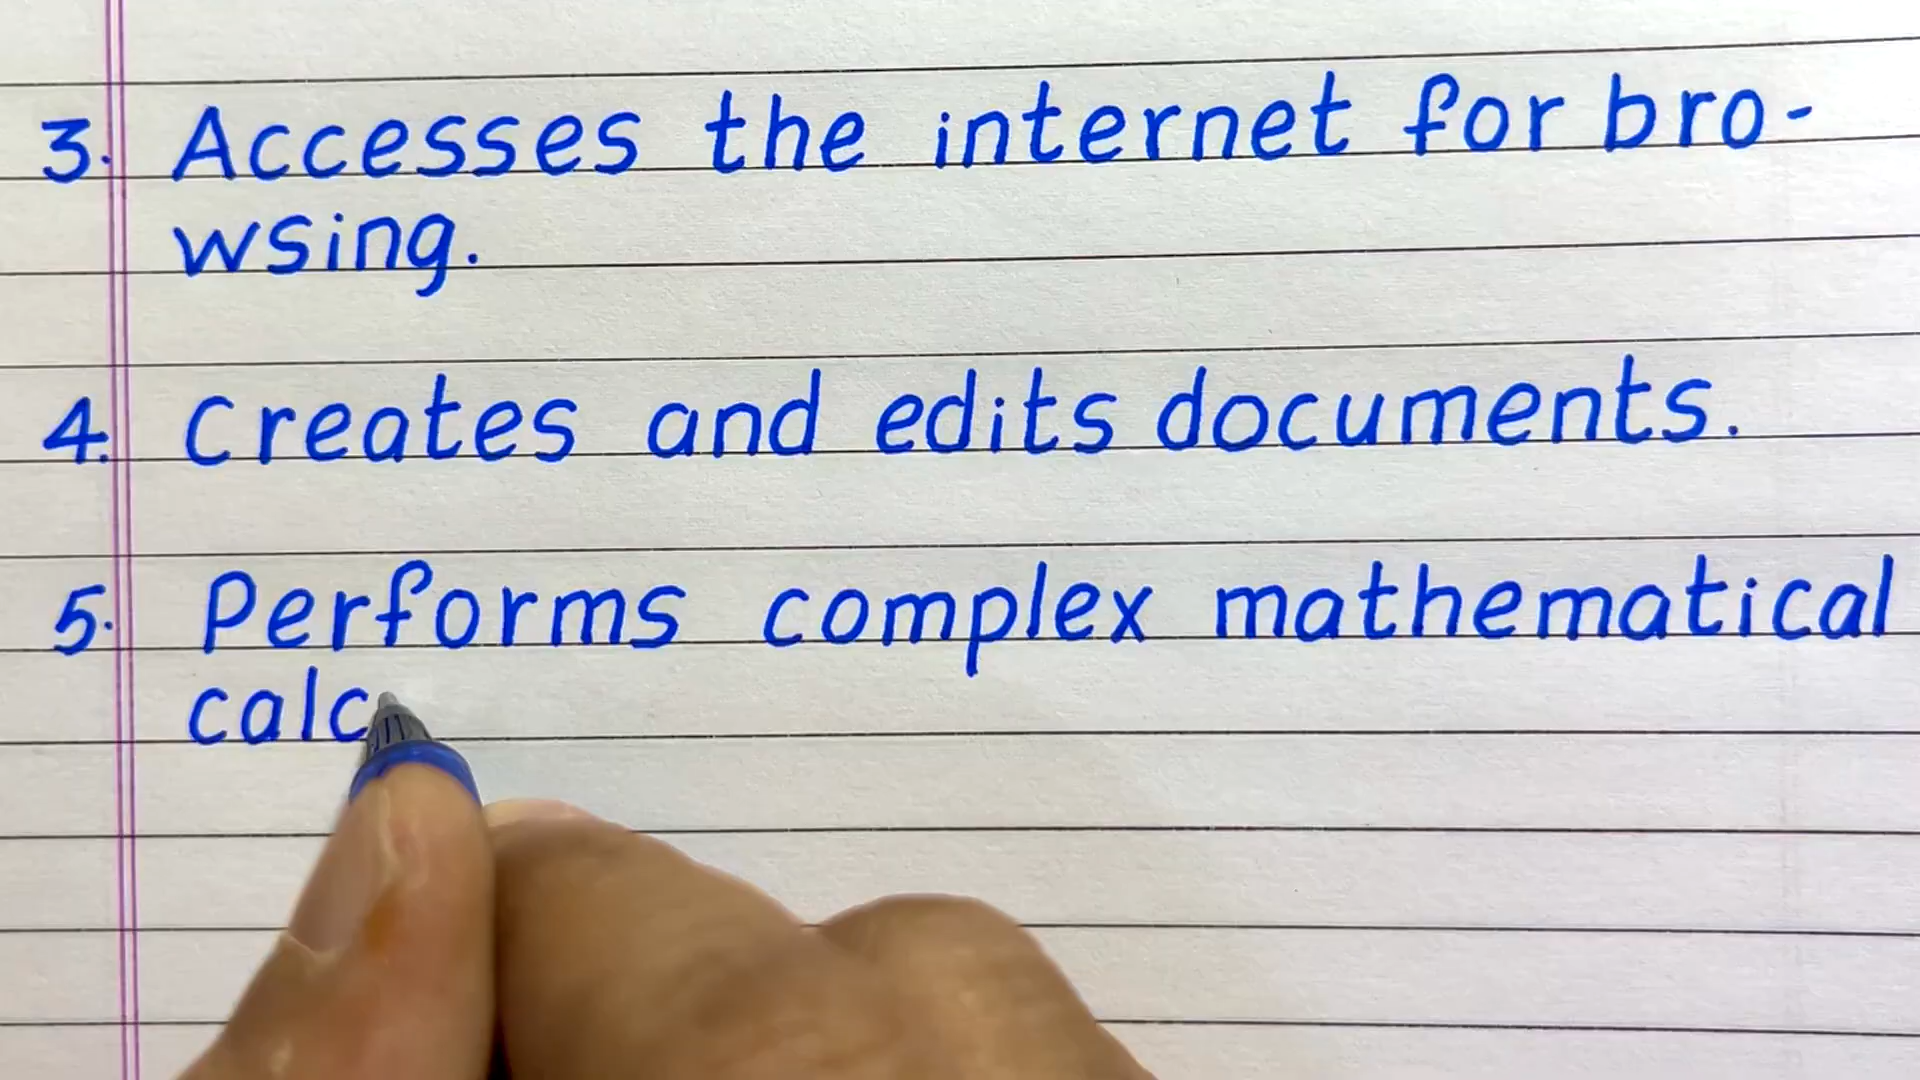 3. Accesses the internet for bro-
wsing.
4. Creates and edits documents.
5. Performs complex mathematical
calc